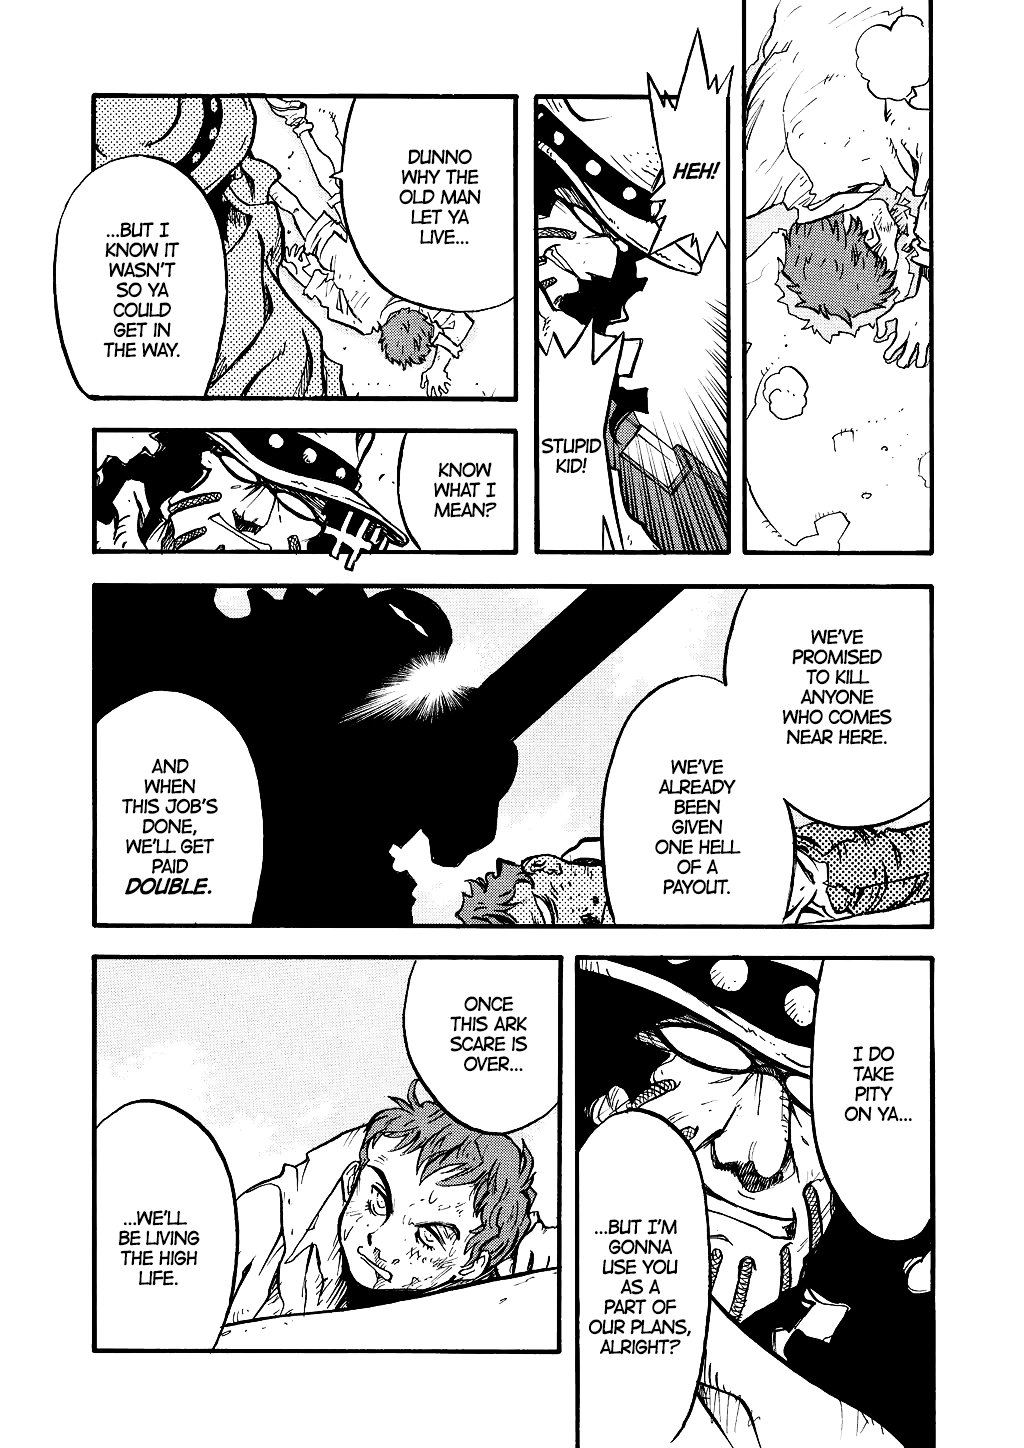 HEH!
STUPID
KID!
DUNNO
WHY THE
OLD MAN
LET YA
LIVE...
...BUT I
KNOW IT
WASN'T
SO YA
COULD
GET IN
THE WAY.
KNOW
WHAT I
MEAN?
WE'VE
PROMISED
TO KILL
ANYONE
WHO COMES
NEAR HERE.
WE'VE
ALREADY
BEEN
GIVEN
ONE HELL
OF A
PAYOUT.
AND
WHEN
THIS JOB'S
DONE,
WE'LL GET
PAID
DOUBLE.
I DO
TAKE
PITY
ON YA...
...BUT I'M
GONNA
USE YOU
AS A
PART OF
OUR PLANS,
ALRIGHT?
ONCE
THIS ARK
SCARE IS
OVER...
...WE'LL
BE LIVING
THE HIGH
LIFE.